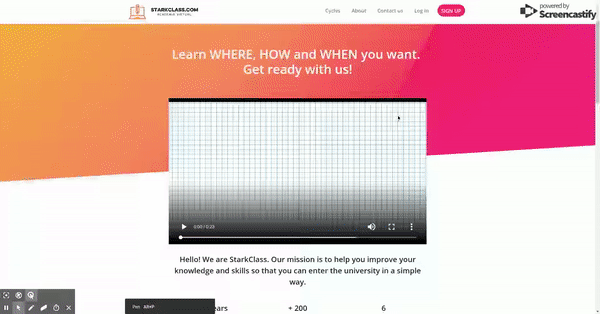 STARKCLASS.COM
ACADEMIA VIRTUAL
Cycles About Contact us Log In SIGN UP
powered by
Screencastify
Learn WHERE, HOW and WHEN you want.
Get ready with us!
0:00 / 0:23
Hello! We are StarkClass. Our mission is to help you improve your
knowledge and skills so that you can enter the university in a simple
way.
+ 200 6